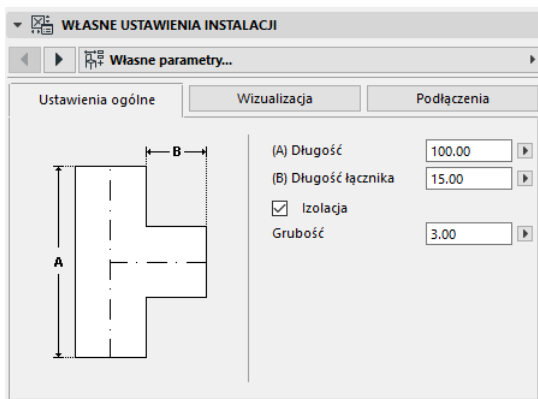 WŁASNE USTAWIENIA INSTALACJI
Własne parametry...
Ustawienia ogólne
Wizualizacja
Podłączenia
B
A
(A) Długość 100.00
(B) Długość łącznika 15.00
Izolacja
Grubość 3.00